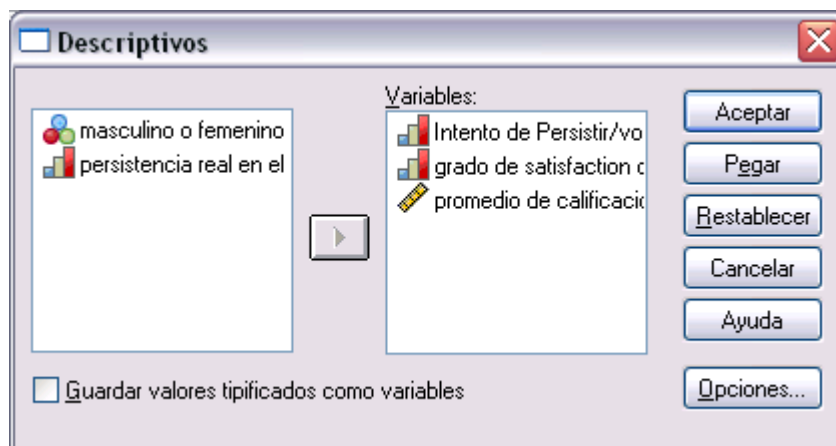 Descriptivos
masculino o femenino
persistencia real en el
Variables:
Intento de Persistir/vo
grado de satisfaction c
promedio de calificacio
Aceptar
Pegar
Restablecer
Cancelar
Ayuda
Guardar valores tipificados como variables
Opciones...